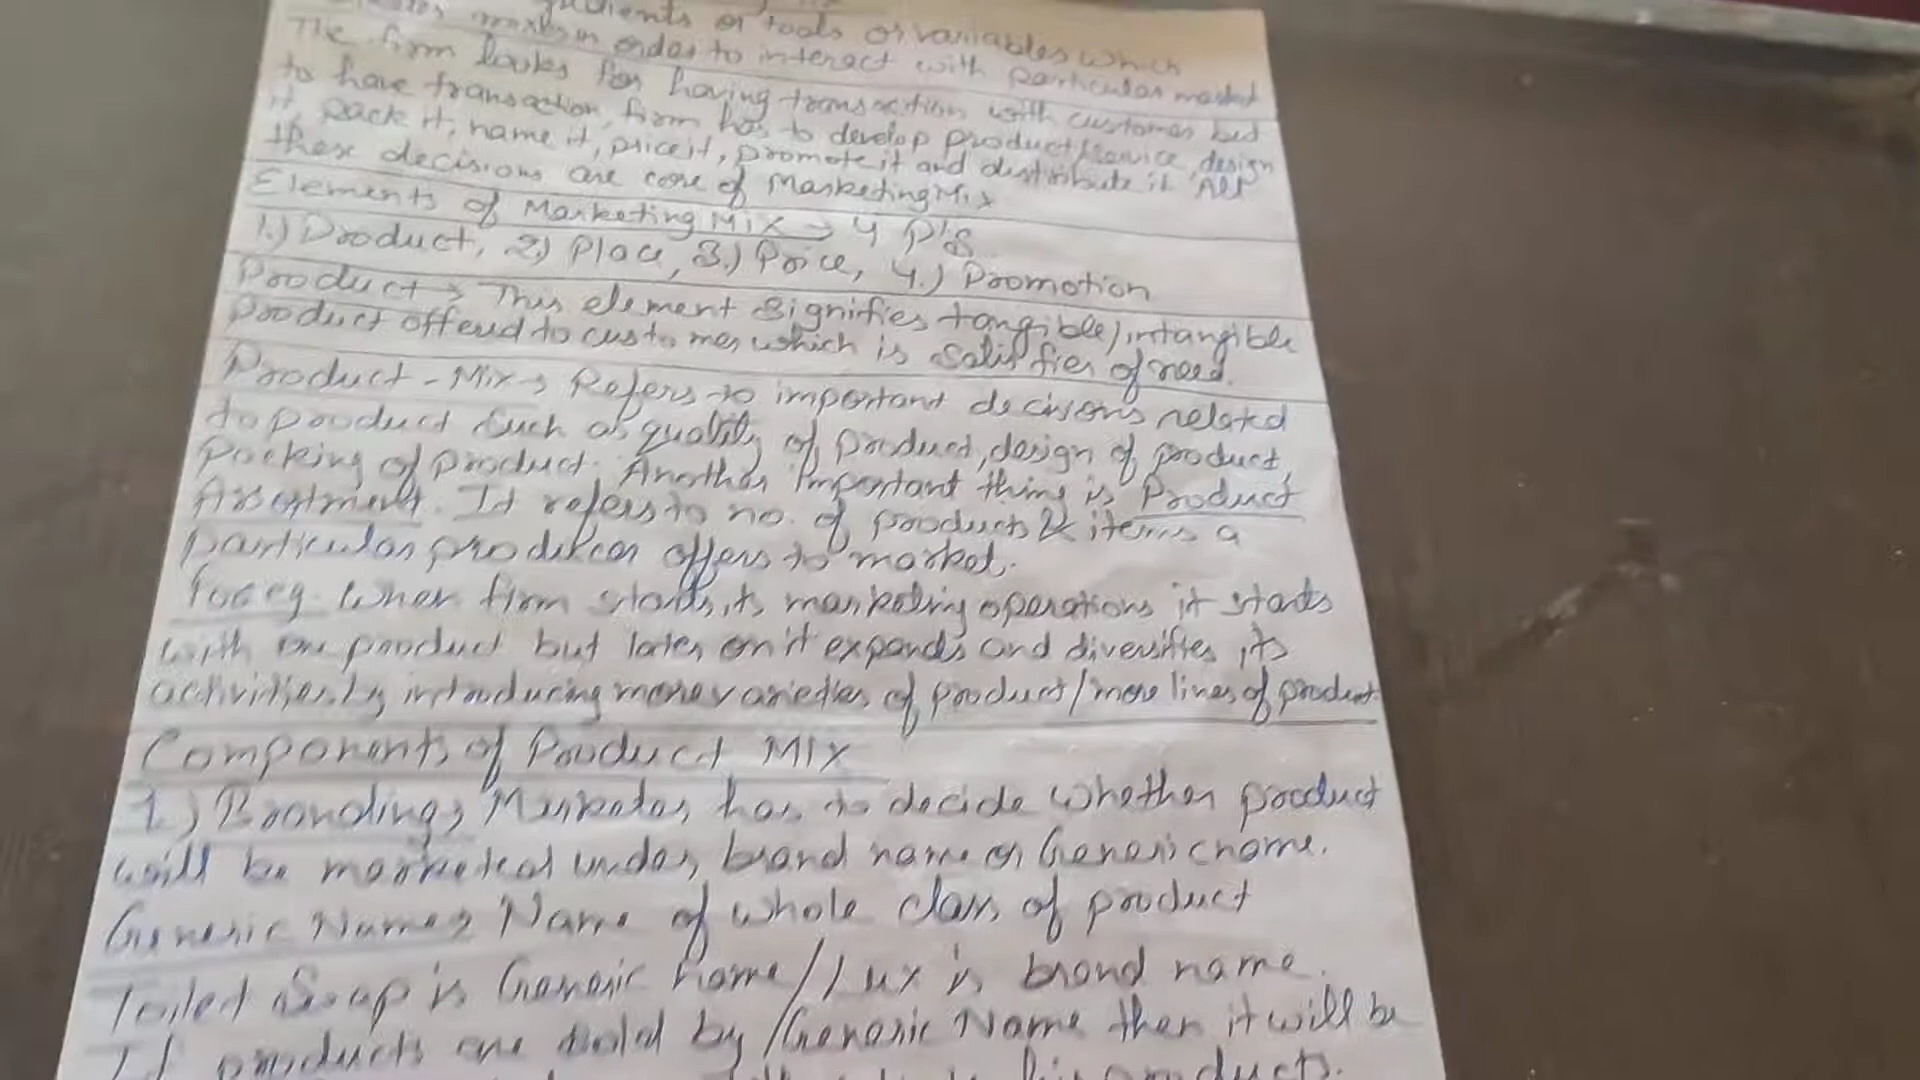 ingredients or tools or variables which
mixes in order to interact with particular market
The firm looks for having transaction with customer but
to have transaction, firm has to develop product/service, design
it, pack it, name it, price it, promote it and distribute it. All
these decisions are core of Marketing Mix
Elements of Marketing Mix → 4 P's
1.) Product, 2.) Place, 3.) Price, 4.) Promotion
Product → This element signifies tangible/intangible
product offered to customer which is satisfier of need.
Product-Mix → Refers to important decisions related
to product such as quality of product, design of product,
packing of product. Another important thing is Product
Assortment. It refers to no. of products & items a
particular producer offers to market.
For eg. When firm starts its marketing operations it starts
with one product but later on it expands and diversifies its
activities by introducing more varieties of product/more lines of product
Components of Product Mix
1.) Branding → Marketer has to decide whether product
will be marketed under brand name or Generic name.
Generic Name → Name of whole class of product
Toilet Soap is Generic Name/Lux is brand name.
If products are sold by Generic Name then it will be
his products.